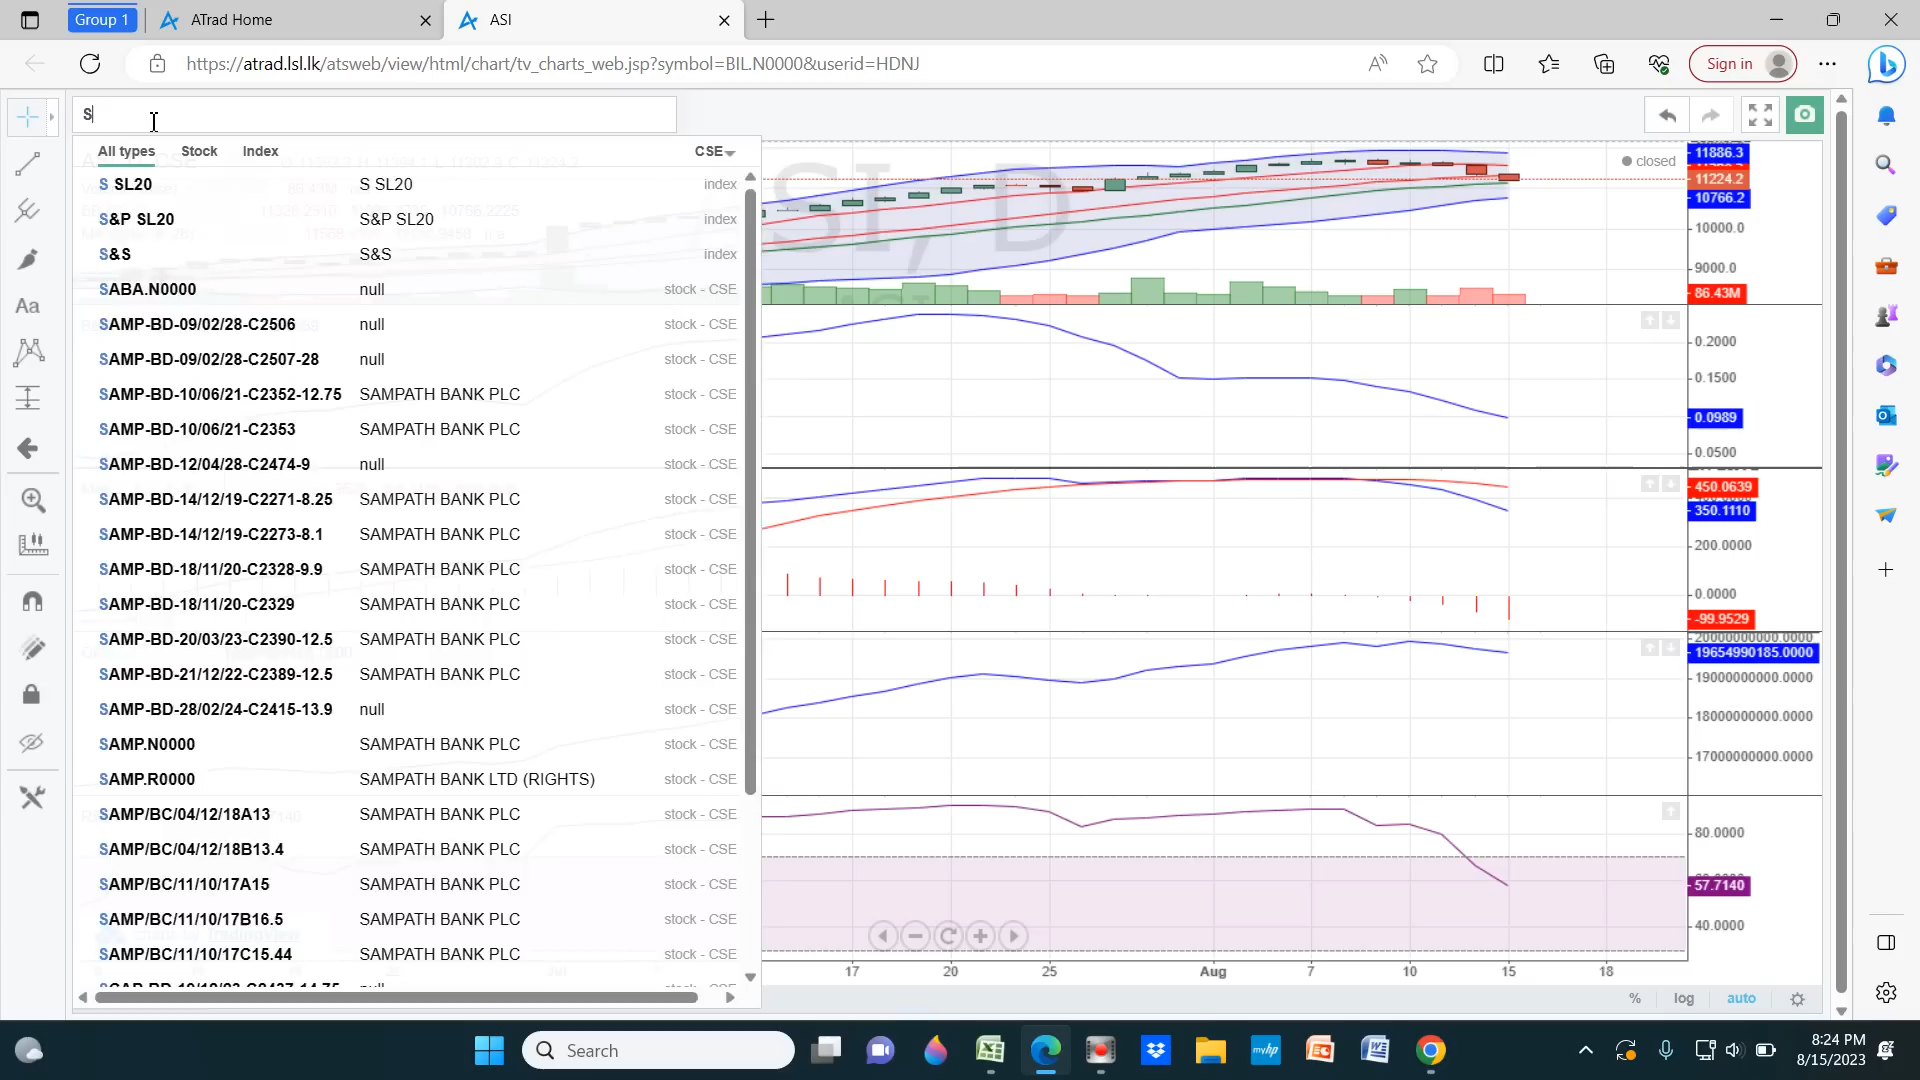 Group 1
ATrad Home
ASI
https://atrad.lsl.lk/atsweb/view/html/chart/tv_charts_web.jsp?symbol=BIL.N0000&userid=HDNJ
Sign in
S
All types Stock Index CSE
S SL20 S SL20 index
S&P SL20 S&P SL20 index
S&S S&S index
SABA.N0000 null stock - CSE
SAMP-BD-09/02/28-C2506 null stock - CSE
SAMP-BD-09/02/28-C2507-28 null stock - CSE
SAMP-BD-10/06/21-C2352-12.75 SAMPATH BANK PLC stock - CSE
SAMP-BD-10/06/21-C2353 SAMPATH BANK PLC stock - CSE
SAMP-BD-12/04/28-C2474-9 null stock - CSE
SAMP-BD-14/12/19-C2271-8.25 SAMPATH BANK PLC stock - CSE
SAMP-BD-14/12/19-C2273-8.1 SAMPATH BANK PLC stock - CSE
SAMP-BD-18/11/20-C2328-9.9 SAMPATH BANK PLC stock - CSE
SAMP-BD-18/11/20-C2329 SAMPATH BANK PLC stock - CSE
SAMP-BD-20/03/23-C2390-12.5 SAMPATH BANK PLC stock - CSE
SAMP-BD-21/12/22-C2389-12.5 SAMPATH BANK PLC stock - CSE
SAMP-BD-28/02/24-C2415-13.9 null stock - CSE
SAMP.N0000 SAMPATH BANK PLC stock - CSE
SAMP.R0000 SAMPATH BANK LTD (RIGHTS) stock - CSE
SAMP/BC/04/12/18A13 SAMPATH BANK PLC stock - CSE
SAMP/BC/04/12/18B13.4 SAMPATH BANK PLC stock - CSE
SAMP/BC/11/10/17A15 SAMPATH BANK PLC stock - CSE
SAMP/BC/11/10/17B16.5 SAMPATH BANK PLC stock - CSE
SAMP/BC/11/10/17C15.44 SAMPATH BANK PLC stock - CSE
Aa
SI, D
closed
11886.3
11224.2
10766.2
10000.0
9000.0
86.43M
0.2000
0.1500
0.0989
0.0500
450.0639
350.1110
200.0000
0.0000
-99.9529
20000000000.0000
19654990185.0000
19000000000.0000
18000000000.0000
17000000000.0000
80.0000
57.7140
40.0000
17 20 25 Aug 7 10 15 18
% log auto
Search
myhp
8:24 PM
8/15/2023